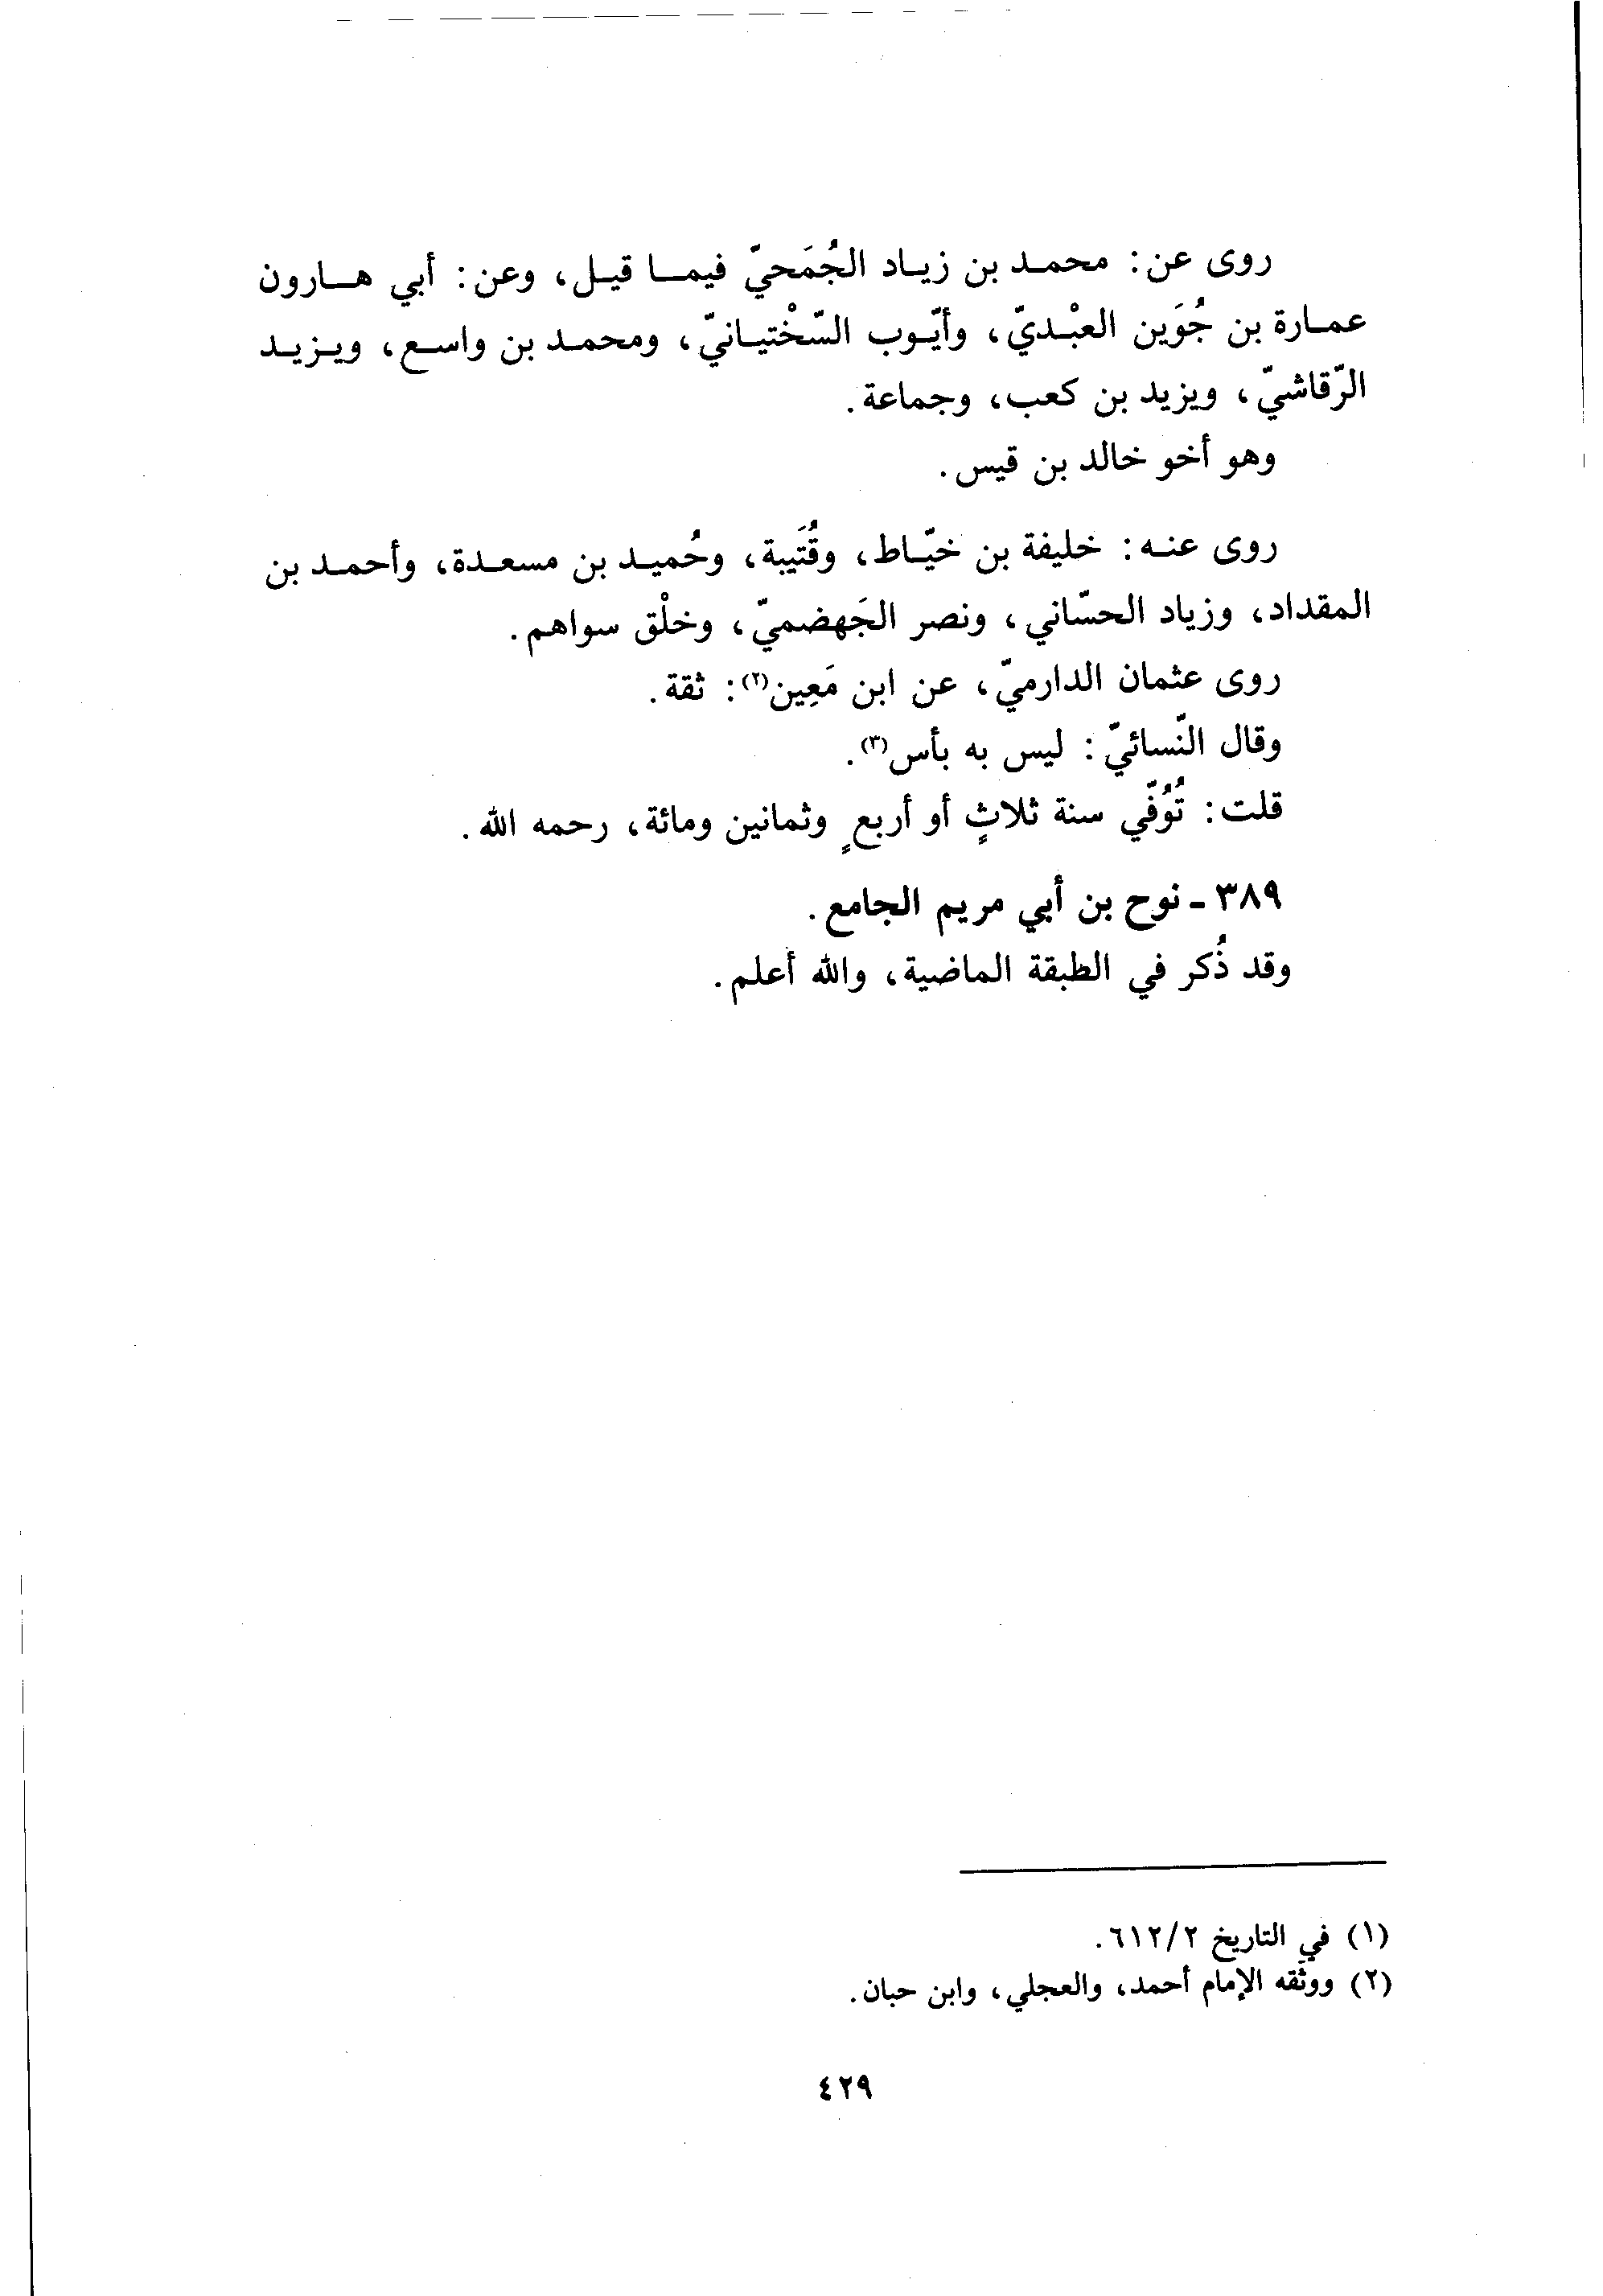 روى عن: محمد بن زياد الجُمَحيّ فيما قيل، وعن: أبي هارون
عمارة بن جُوَين العبْديّ، وأيّوب السّخْتيانيّ، ومحمد بن واسع، ويزيد
الرّقاشيّ، ويزيد بن كعب، وجماعة.
وهو أخو خالد بن قيس.
روى عنه: خليفة بن خيّاط، وقُتَيبة، وحُميد بن مسعدة، وأحمد بن
المقداد، وزياد الحسّاني، ونصر الجَهضميّ، وخلْق سواهم.
روى عثمان الدارميّ، عن ابن مَعِين(٢): ثقة.
وقال النّسائيّ: ليس به بأس(٣).
قلت: تُوُفّي سنة ثلاثٍ أو أربعٍ وثمانين ومائة، رحمه الله.
٣٨٩ - نوح بن أبي مريم الجامع.
وقد ذُكر في الطبقة الماضية، والله أعلم.
(١) في التاريخ ٦١٢/٢.
(٢) ووثّقه الإمام أحمد، والعجلي، وابن حبان.
٤٢٩